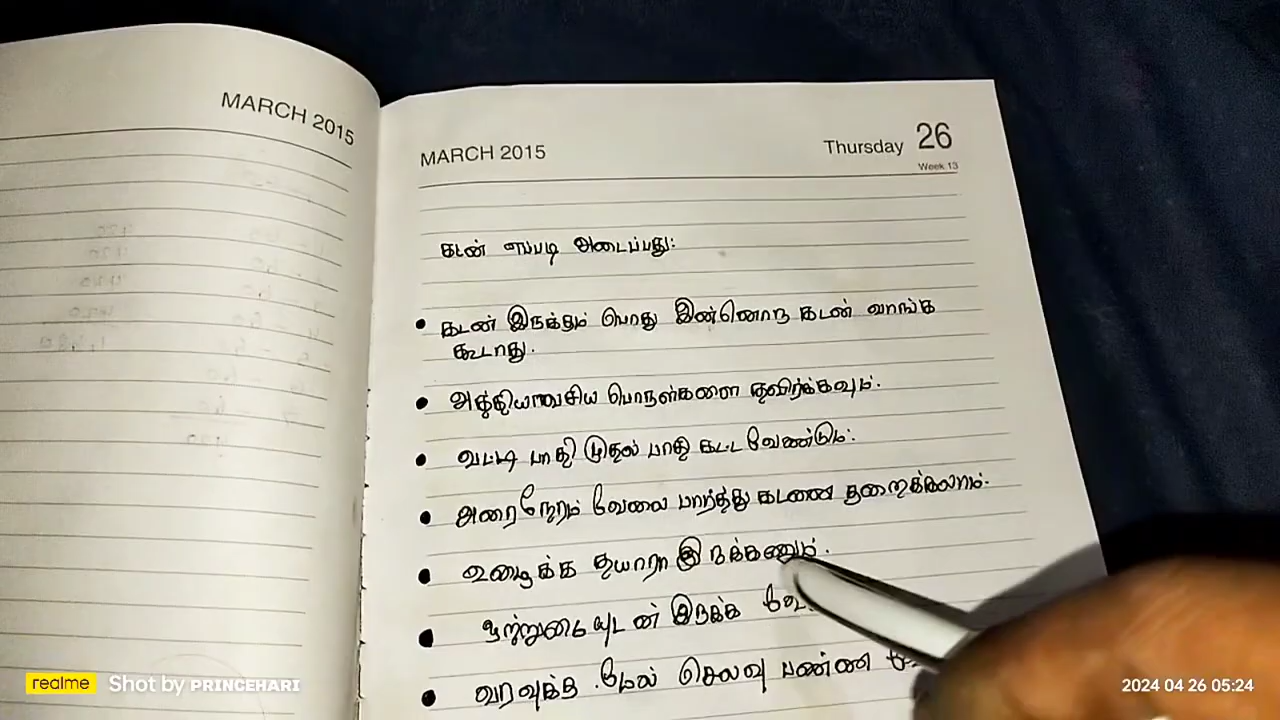 MARCH 2015
MARCH 2015
Thursday 26
Week 13
கடன் எப்படி அடைப்பது:
• கடன் இருக்கும் பொது இன்னொரு கடன் வாங்க
கூடாது.
• அத்தியாவசிய பொருள்களை தவிர்க்கவும்.
• வட்டி பாதி முதல் பாதி கட்ட வேண்டும்.
• அரைநேரம் வேலை பார்த்து கடனை குறைக்கலாம்.
• உழைக்க தயாரா இருக்கணும்.
• ஒற்றுமையுடன் இருக்க
• வரவுக்கு மேல் செலவு பண்ண
realme Shot by PRINCEHARI
2024 04 26 05:24